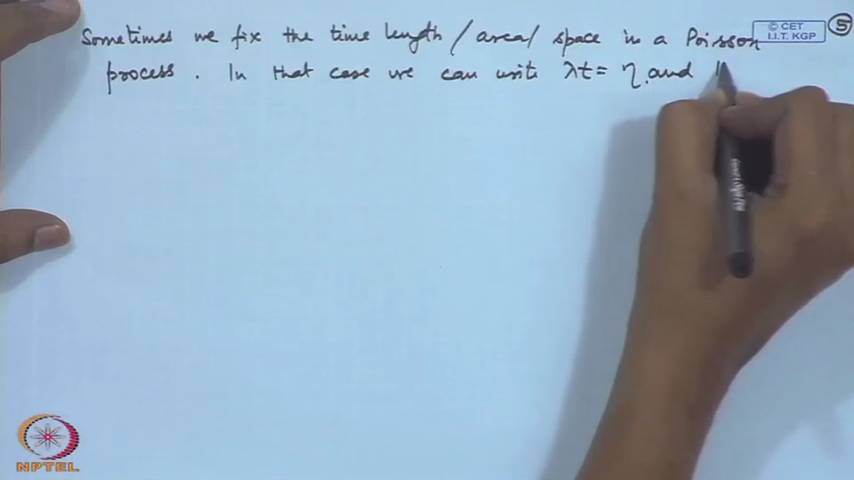 Sometimes we fix the time length / area / space in a Poisson
process. In that case we can write λt = η and
© CET
I.I.T. KGP
5
NPTEL